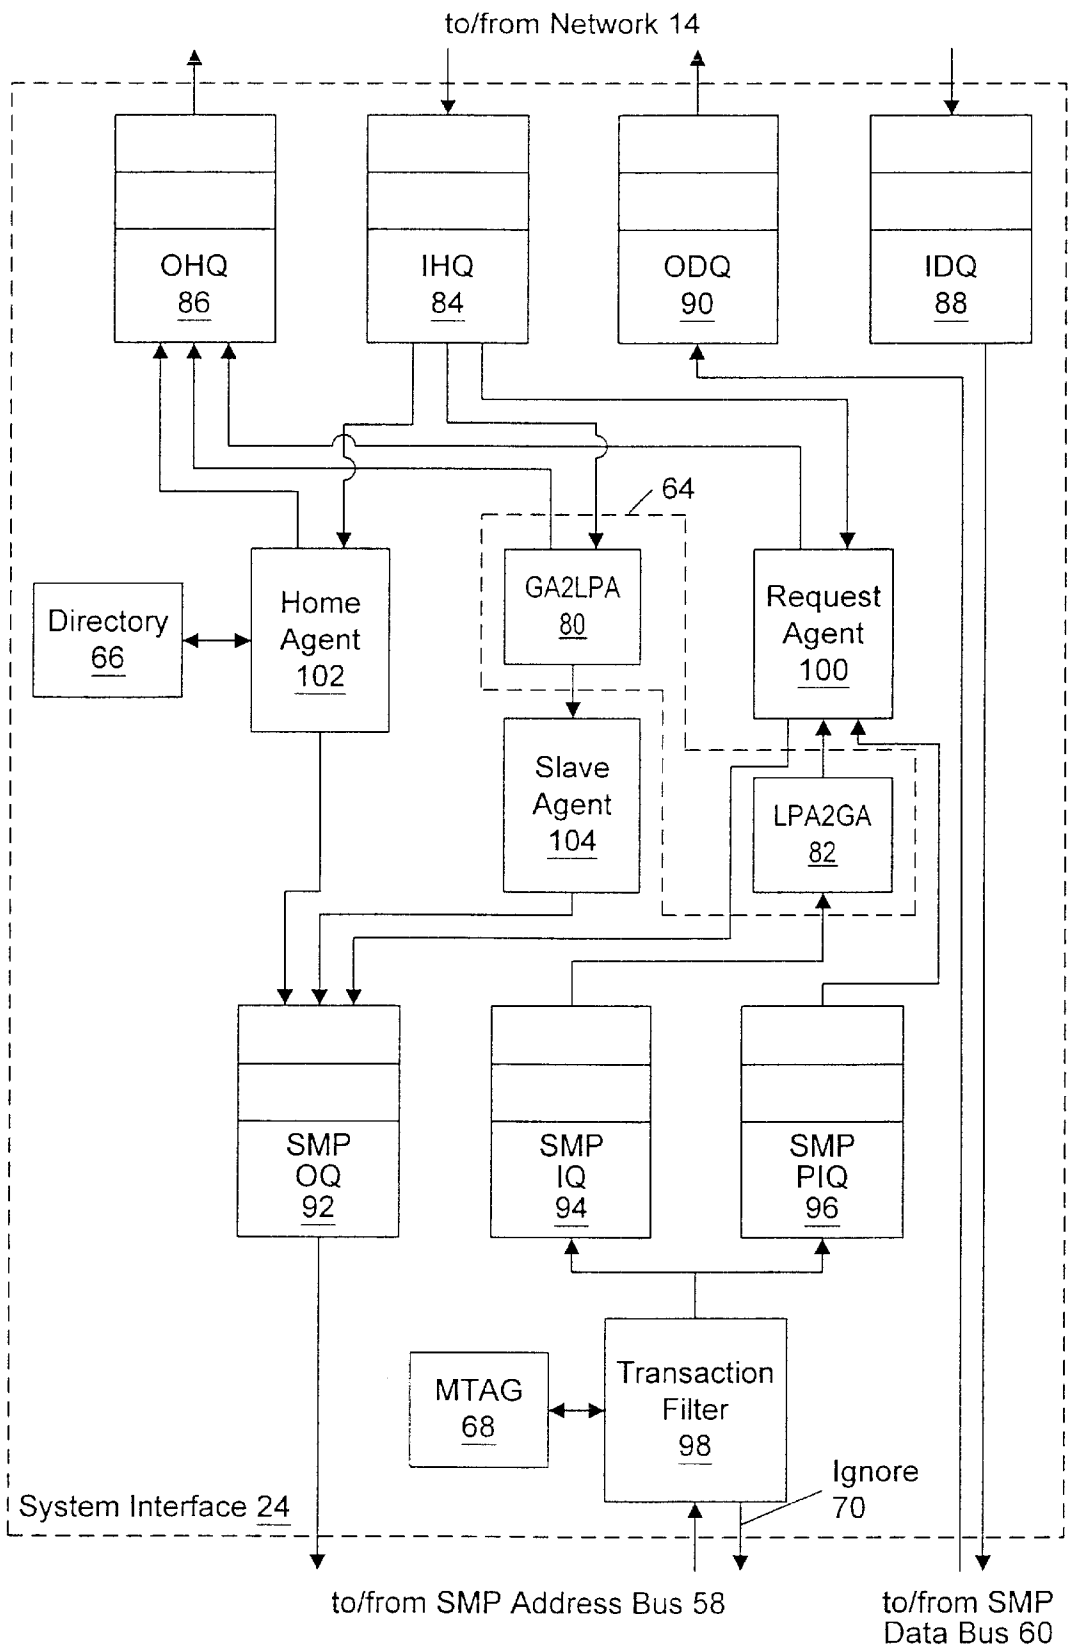 to/from Network 14
OHQ
86
IHQ
84
ODQ
90
IDQ
88
64
Directory
66
Home
Agent
102
GA2LPA
80
Request
Agent
100
Slave
Agent
104
LPA2GA
82
SMP
OQ
92
SMP
IQ
94
SMP
PIQ
96
MTAG
68
Transaction
Filter
98
Ignore
70
System Interface 24
to/from SMP Address Bus 58
to/from SMP
Data Bus 60